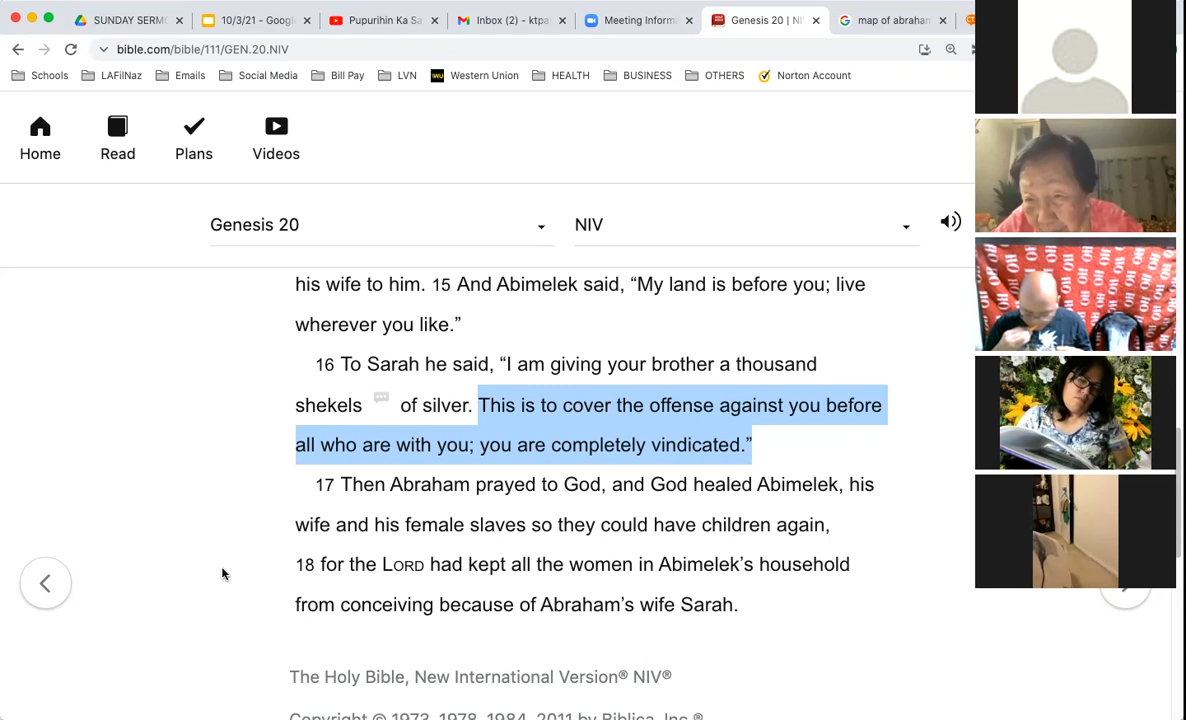 SUNDAY SERM
10/3/21 - Goog
Pupurihin Ka Sa
Inbox (2) - ktpa
Meeting Inform
Genesis 20 | NI
map of abraham
bible.com/bible/111/GEN.20.NIV
Schools LAFilNaz Emails Social Media Bill Pay LVN WU Western Union HEALTH BUSINESS OTHERS Norton Account
Home Read Plans Videos
Genesis 20 NIV
his wife to him. 15 And Abimelek said, “My land is before you; live
wherever you like.”
16 To Sarah he said, “I am giving your brother a thousand
shekels of silver. This is to cover the offense against you before
all who are with you; you are completely vindicated.”
17 Then Abraham prayed to God, and God healed Abimelek, his
wife and his female slaves so they could have children again,
18 for the LORD had kept all the women in Abimelek’s household
from conceiving because of Abraham’s wife Sarah.
The Holy Bible, New International Version® NIV®
Copyright © 1973, 1978, 1984, 2011 by Biblica, Inc.®